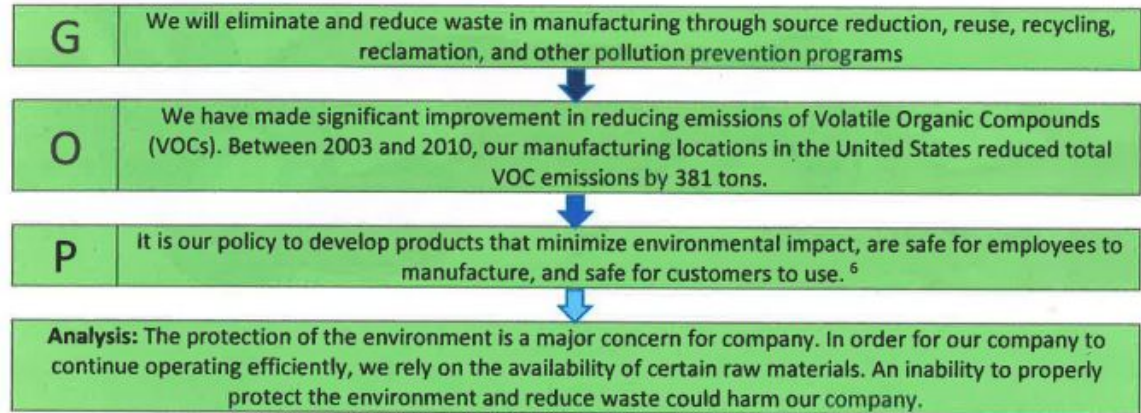 G
We will eliminate and reduce waste in manufacturing through source reduction, reuse, recycling,
reclamation, and other pollution prevention programs
O
We have made significant improvement in reducing emissions of Volatile Organic Compounds
(VOCs). Between 2003 and 2010, our manufacturing locations in the United States reduced total
VOC emissions by 381 tons.
P
It is our policy to develop products that minimize environmental impact, are safe for employees to
manufacture, and safe for customers to use. 6
Analysis: The protection of the environment is a major concern for company. In order for our company to
continue operating efficiently, we rely on the availability of certain raw materials. An inability to properly
protect the environment and reduce waste could harm our company.